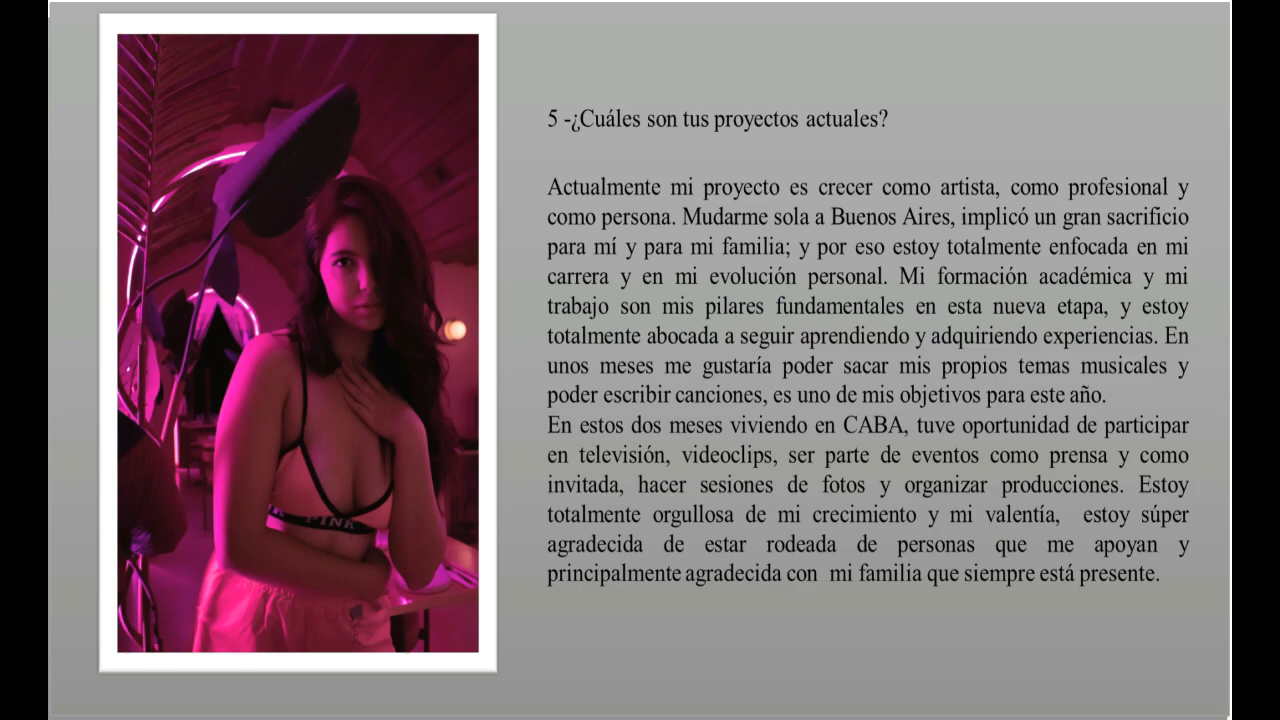 5 -¿Cuáles son tus proyectos actuales?
Actualmente mi proyecto es crecer como artista, como profesional y
como persona. Mudarme sola a Buenos Aires, implicó un gran sacrificio
para mí y para mi familia; y por eso estoy totalmente enfocada en mi
carrera y en mi evolución personal. Mi formación académica y mi
trabajo son mis pilares fundamentales en esta nueva etapa, y estoy
totalmente abocada a seguir aprendiendo y adquiriendo experiencias. En
unos meses me gustaría poder sacar mis propios temas musicales y
poder escribir canciones, es uno de mis objetivos para este año.
En estos dos meses viviendo en CABA, tuve oportunidad de participar
en televisión, videoclips, ser parte de eventos como prensa y como
invitada, hacer sesiones de fotos y organizar producciones. Estoy
totalmente orgullosa de mi crecimiento y mi valentía, estoy súper
agradecida de estar rodeada de personas que me apoyan y
principalmente agradecida con mi familia que siempre está presente.
PINK